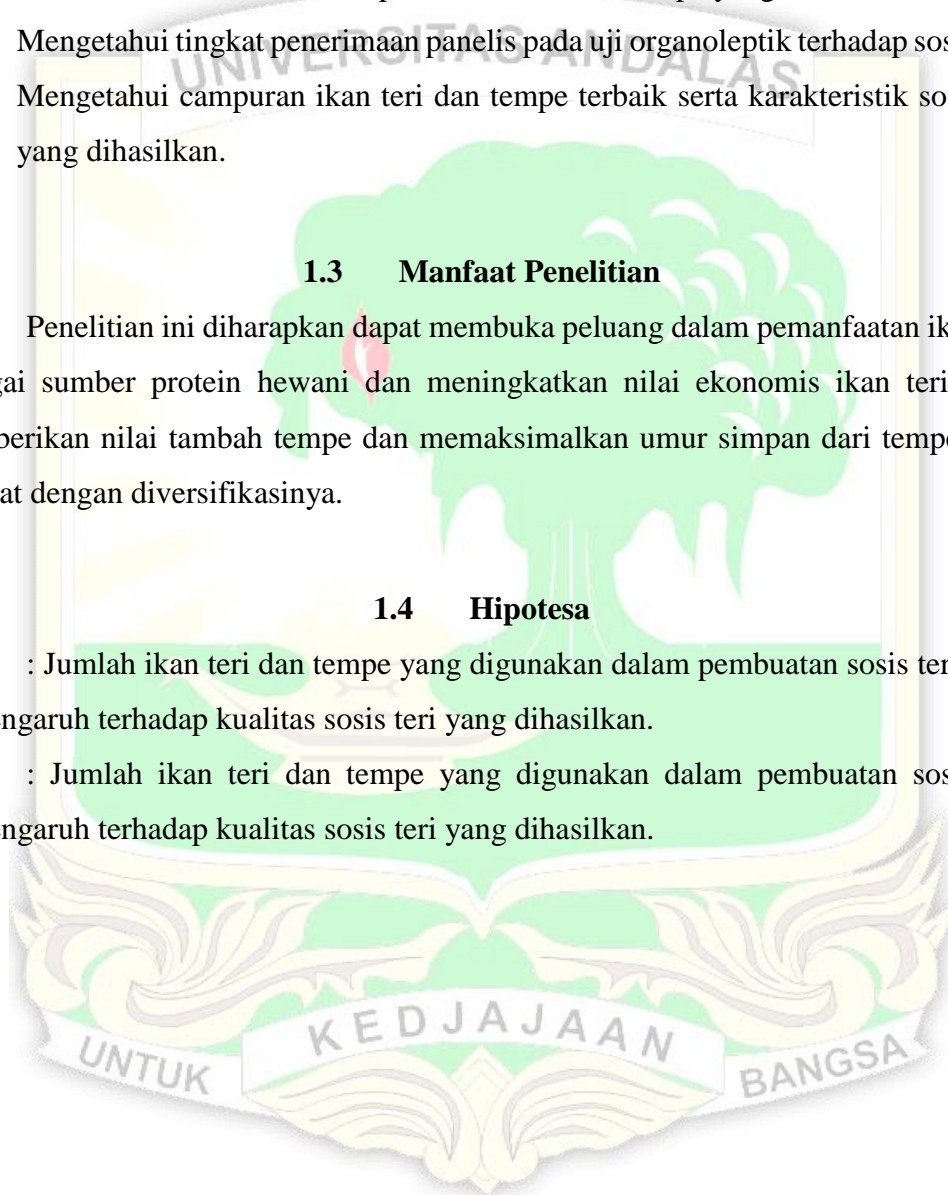 yang
Mengetahui tingkat penerimaan panelis pada uji organoleptik terhadap sos
UNIVERSITAS ANDALAS
Mengetahui campuran ikan teri dan tempe terbaik serta karakteristik so
yang dihasilkan.
1.3 Manfaat Penelitian
Penelitian ini diharapkan dapat membuka peluang dalam pemanfaatan ik
gai sumber protein hewani dan meningkatkan nilai ekonomis ikan teri
berikan nilai tambah tempe dan memaksimalkan umur simpan dari tempe
at dengan diversifikasinya.
1.4 Hipotesa
: Jumlah ikan teri dan tempe yang digunakan dalam pembuatan sosis ter
engaruh terhadap kualitas sosis teri yang dihasilkan.
: Jumlah ikan teri dan tempe yang digunakan dalam pembuatan sos
engaruh terhadap kualitas sosis teri yang dihasilkan.
UNTUK KEDJAJAAN BANGSA